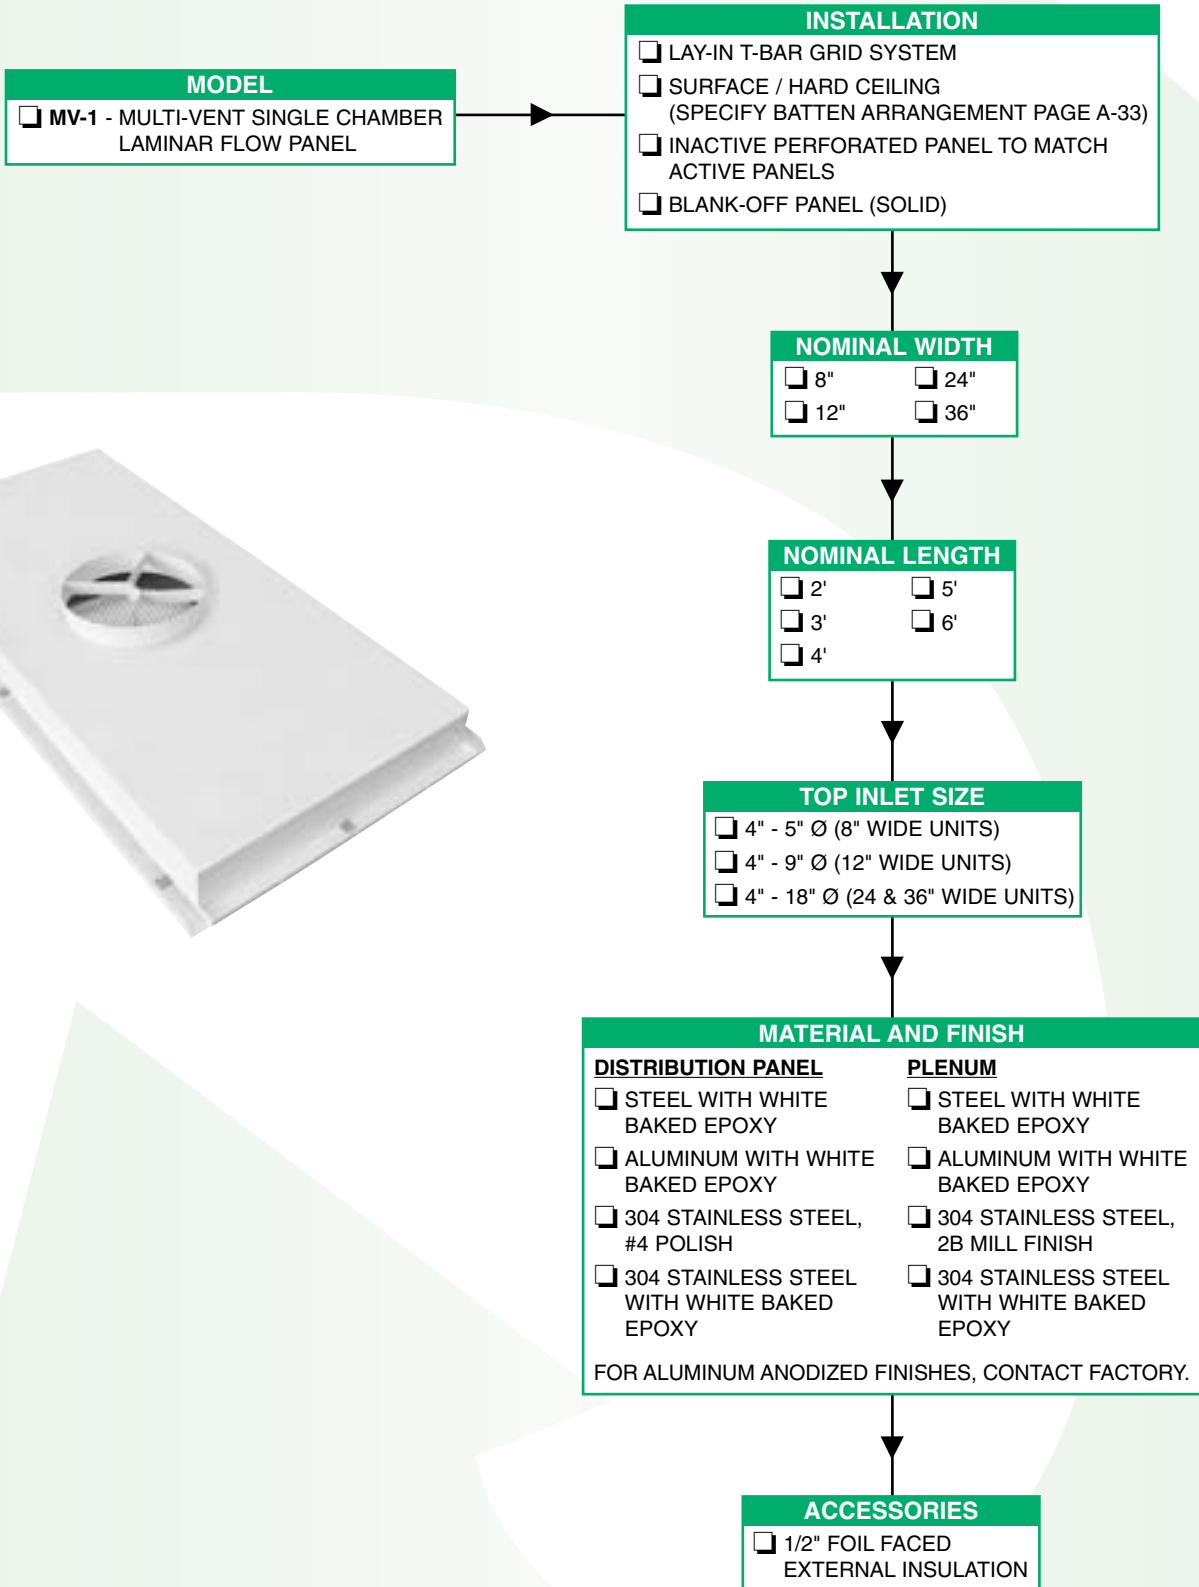 MODEL
MV-1 - MULTI-VENT SINGLE CHAMBER
LAMINAR FLOW PANEL
INSTALLATION
LAY-IN T-BAR GRID SYSTEM
SURFACE / HARD CEILING
(SPECIFY BATTEN ARRANGEMENT PAGE A-33)
INACTIVE PERFORATED PANEL TO MATCH
ACTIVE PANELS
BLANK-OFF PANEL (SOLID)
NOMINAL WIDTH
8" 24"
12" 36"
NOMINAL LENGTH
2' 5'
3' 6'
4'
TOP INLET SIZE
4" - 5" Ø (8" WIDE UNITS)
4" - 9" Ø (12" WIDE UNITS)
4" - 18" Ø (24 & 36" WIDE UNITS)
MATERIAL AND FINISH
DISTRIBUTION PANEL
STEEL WITH WHITE
BAKED EPOXY
ALUMINUM WITH WHITE
BAKED EPOXY
304 STAINLESS STEEL,
#4 POLISH
304 STAINLESS STEEL
WITH WHITE BAKED
EPOXY
PLENUM
STEEL WITH WHITE
BAKED EPOXY
ALUMINUM WITH WHITE
BAKED EPOXY
304 STAINLESS STEEL,
2B MILL FINISH
304 STAINLESS STEEL
WITH WHITE BAKED
EPOXY
FOR ALUMINUM ANODIZED FINISHES, CONTACT FACTORY.
ACCESSORIES
1/2" FOIL FACED
EXTERNAL INSULATION